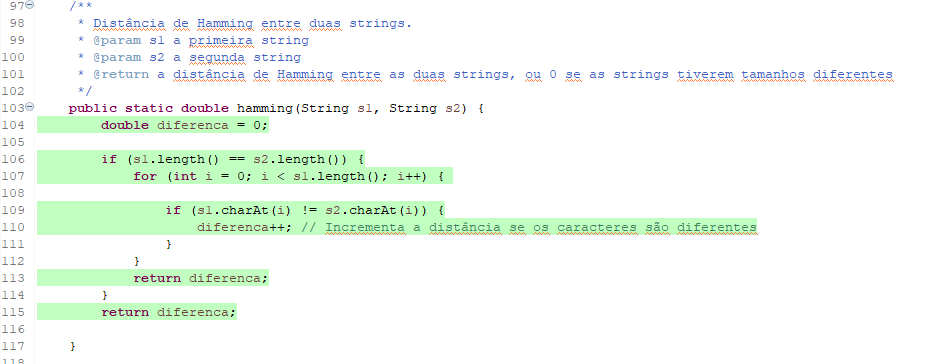 97 /**
98 * Distância de Hamming entre duas strings.
99 * @param s1 a primeira string
100 * @param s2 a segunda string
101 * @return a distância de Hamming entre as duas strings, ou 0 se as strings tiverem tamanhos diferentes
102 */
103 public static double hamming(String s1, String s2) {
104 double diferenca = 0;
105
106 if (s1.length() == s2.length()) {
107 for (int i = 0; i < s1.length(); i++) {
108
109 if (s1.charAt(i) != s2.charAt(i)) {
110 diferenca++; // Incrementa a distância se os caracteres são diferentes
111 }
112 }
113 return diferenca;
114 }
115 return diferenca;
116
117 }
118